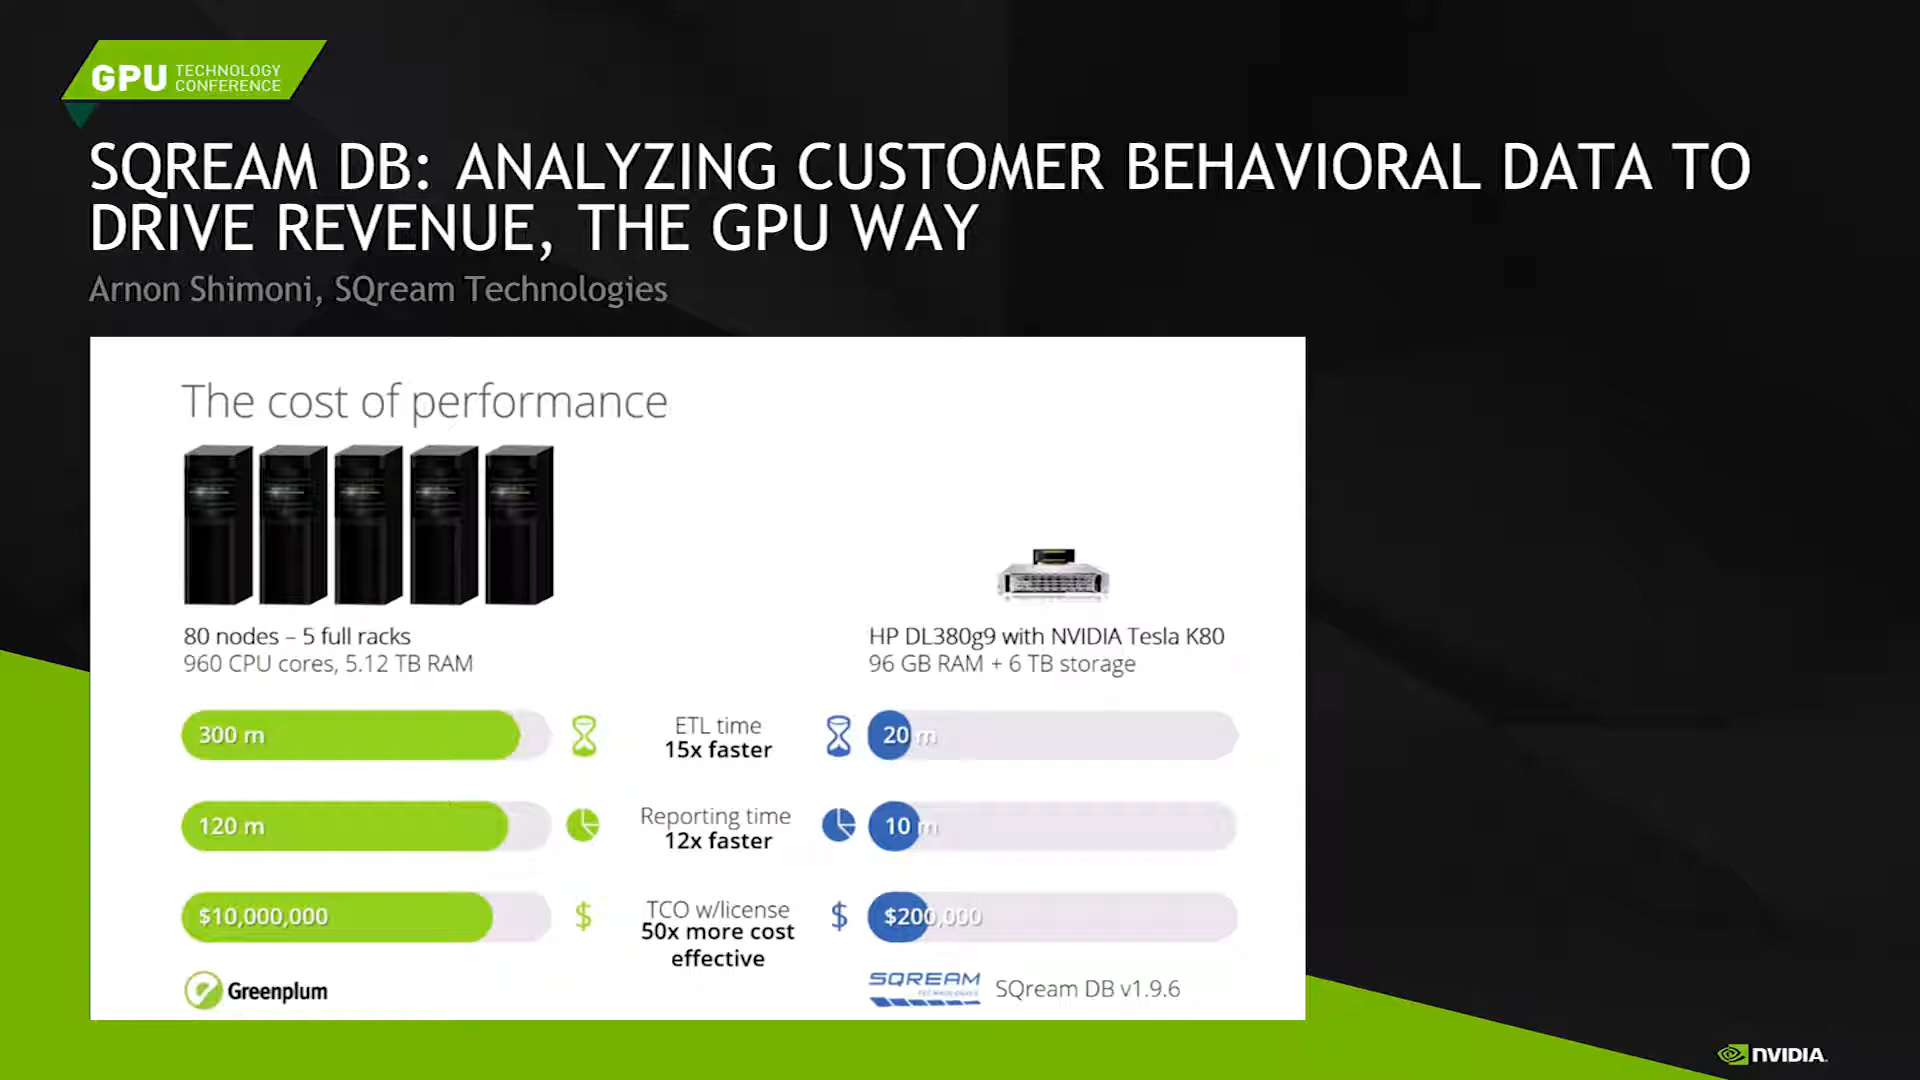 GPU TECHNOLOGY CONFERENCE
SQREAM DB: ANALYZING CUSTOMER BEHAVIORAL DATA TO
DRIVE REVENUE, THE GPU WAY
Arnon Shimoni, SQream Technologies
The cost of performance
80 nodes – 5 full racks
960 CPU cores, 5.12 TB RAM
HP DL380g9 with NVIDIA Tesla K80
96 GB RAM + 6 TB storage
300 m
ETL time
15x faster
20 m
120 m
Reporting time
12x faster
10 m
$10,000,000
$
TCO w/license
50x more cost
effective
$
$200,000
Greenplum
SQREAM
TECHNOLOGIES
SQream DB v1.9.6
NVIDIA.